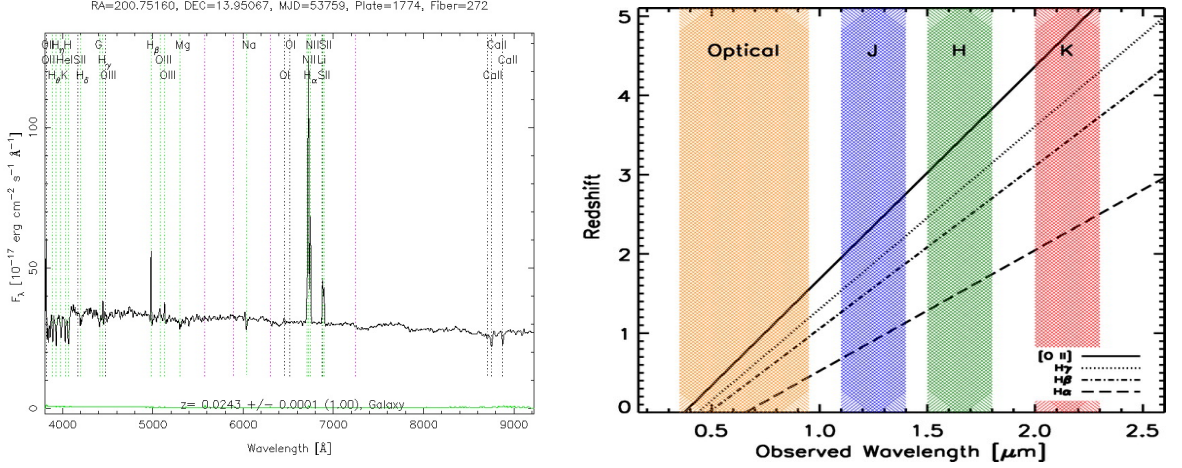 RA=200.75160, DEC=13.95067, MJD=53759, Plate=1774, Fiber=272
OII HηH G Hβ Mg Na OI NIISII CaII
OII HeI SII Hγ OIII NII Li CaII
Hθ K Hδ OIII OIII OI Hα SII CaII
100
50
0
Fλ [10⁻¹⁷ erg cm⁻² s⁻¹ Å⁻¹]
z= 0.0243 +/- 0.0001 (1.00), Galaxy
4000 5000 6000 7000 8000 9000
Wavelength [Å]
Optical J H K
5
4
3
2
1
0
Redshift
[O II]
Hγ
Hβ
Hα
0.5 1.0 1.5 2.0 2.5
Observed Wavelength [μm]